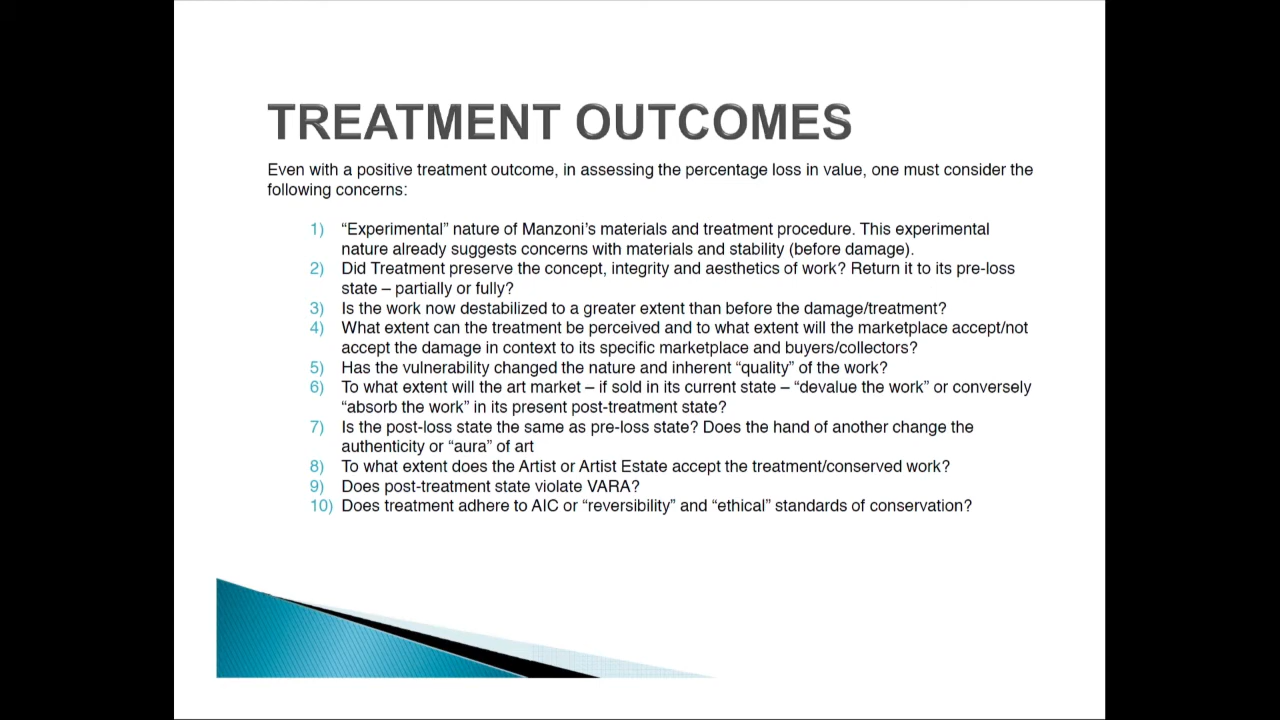 TREATMENT OUTCOMES
Even with a positive treatment outcome, in assessing the percentage loss in value, one must consider the
following concerns:
1) “Experimental” nature of Manzoni’s materials and treatment procedure. This experimental
nature already suggests concerns with materials and stability (before damage).
2) Did Treatment preserve the concept, integrity and aesthetics of work? Return it to its pre-loss
state – partially or fully?
3) Is the work now destabilized to a greater extent than before the damage/treatment?
4) What extent can the treatment be perceived and to what extent will the marketplace accept/not
accept the damage in context to its specific marketplace and buyers/collectors?
5) Has the vulnerability changed the nature and inherent “quality” of the work?
6) To what extent will the art market – if sold in its current state – “devalue the work” or conversely
“absorb the work” in its present post-treatment state?
7) Is the post-loss state the same as pre-loss state? Does the hand of another change the
authenticity or “aura” of art
8) To what extent does the Artist or Artist Estate accept the treatment/conserved work?
9) Does post-treatment state violate VARA?
10) Does treatment adhere to AIC or “reversibility” and “ethical” standards of conservation?